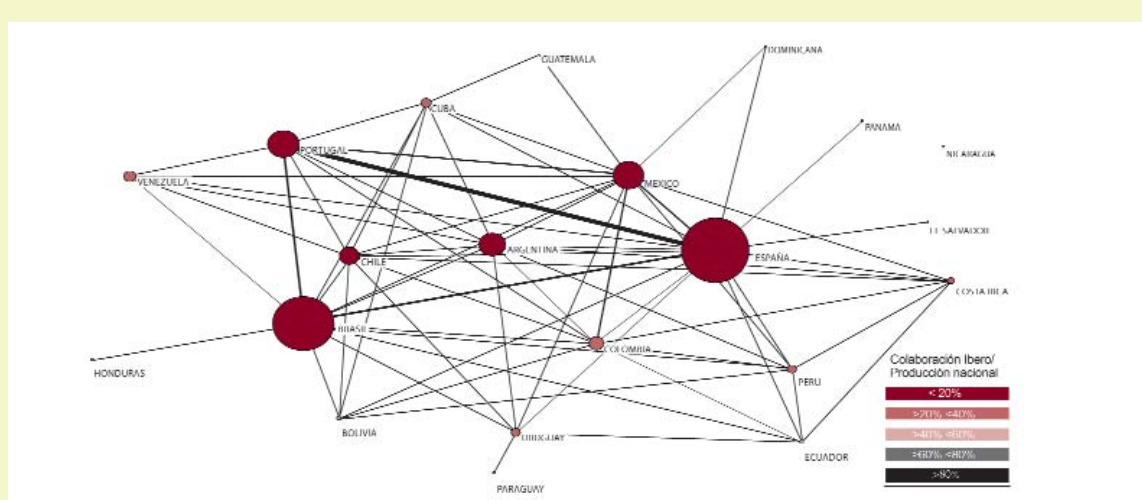 DOMINICANA
GUATEMALA
CUBA
PANAMA
PORTUGAL
NICARAGUA
VENEZUELA
MEXICO
EL SALVADOR
ARGENTINA
ESPAÑA
CHILE
COSTA RICA
BRASIL
COLOMBIA
HONDURAS
PERU
BOLIVIA
URUGUAY
ECUADOR
PARAGUAY
Colaboración Ibero/
Producción nacional
< 20%
>20% <40%
>40% <60%
>60% <80%
>80%